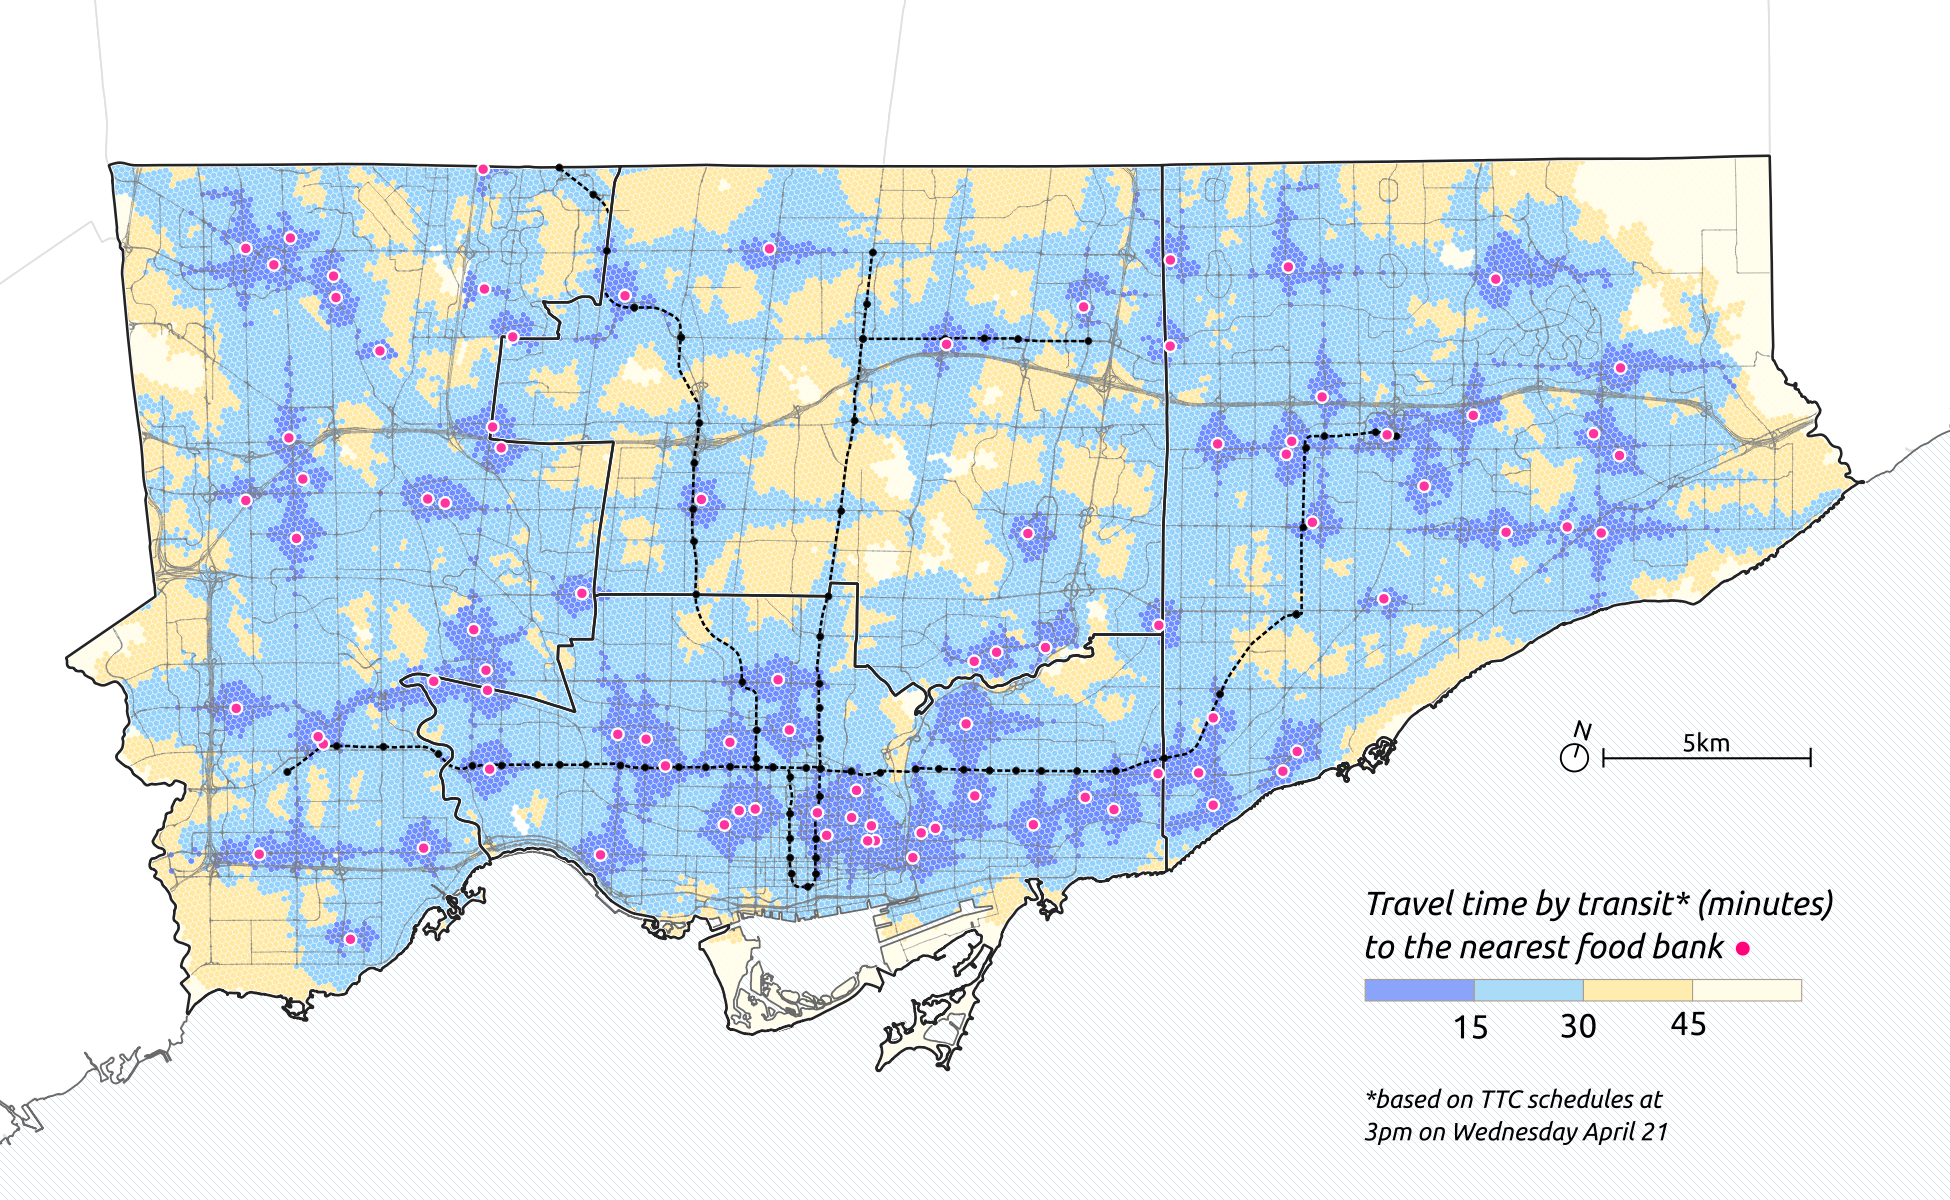 N
5km
Travel time by transit* (minutes)
to the nearest food bank
15 30 45
*based on TTC schedules at
3pm on Wednesday April 21